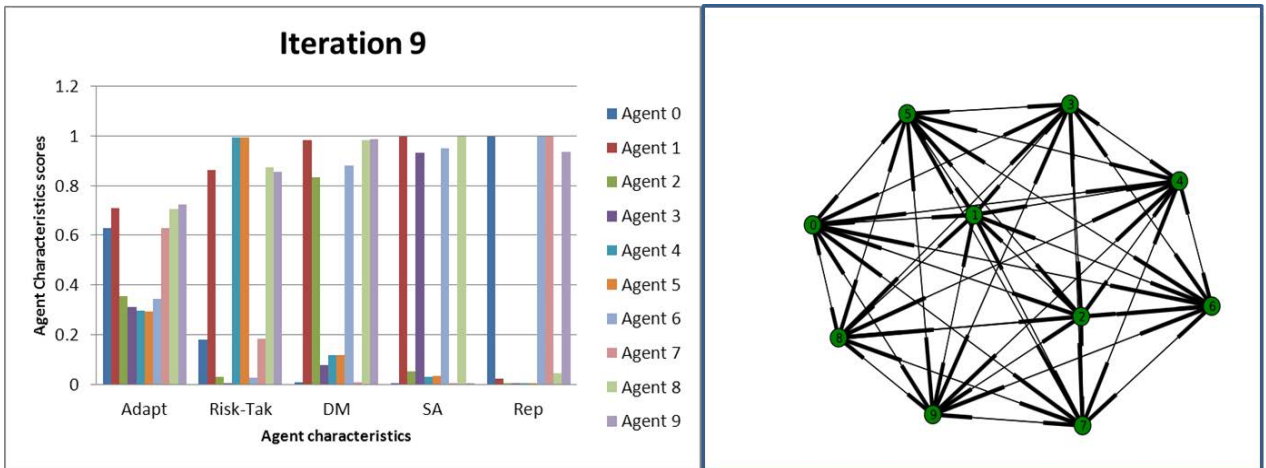 Iteration 9
Agent Characteristics scores
1.2
1
0.8
0.6
0.4
0.2
0
Adapt
Risk-Tak
DM
SA
Rep
Agent characteristics
Agent 0
Agent 1
Agent 2
Agent 3
Agent 4
Agent 5
Agent 6
Agent 7
Agent 8
Agent 9
3
5
4
1
0
6
2
8
9
7